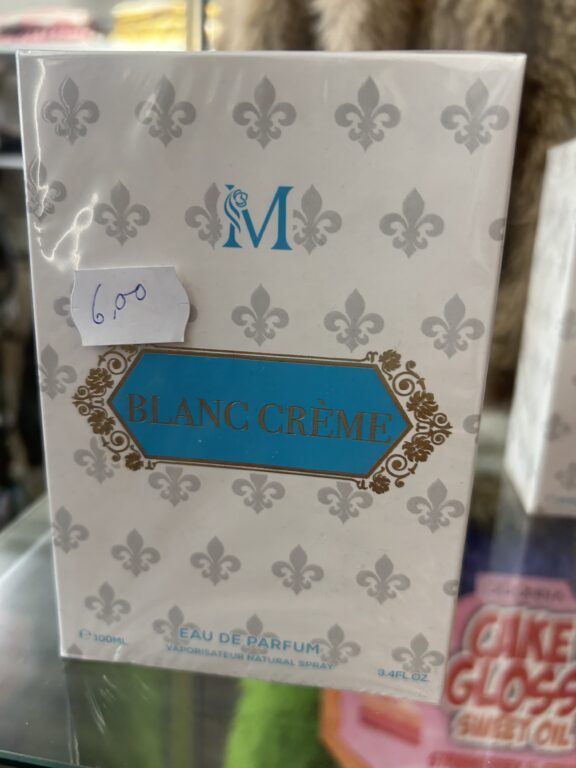 M
6,00
BLANC CRÈME
℮ 100ML
EAU DE PARFUM
VAPORISATEUR NATURAL SPRAY
3.4FL OZ.
CAKE
GLOSS
SWEET OIL